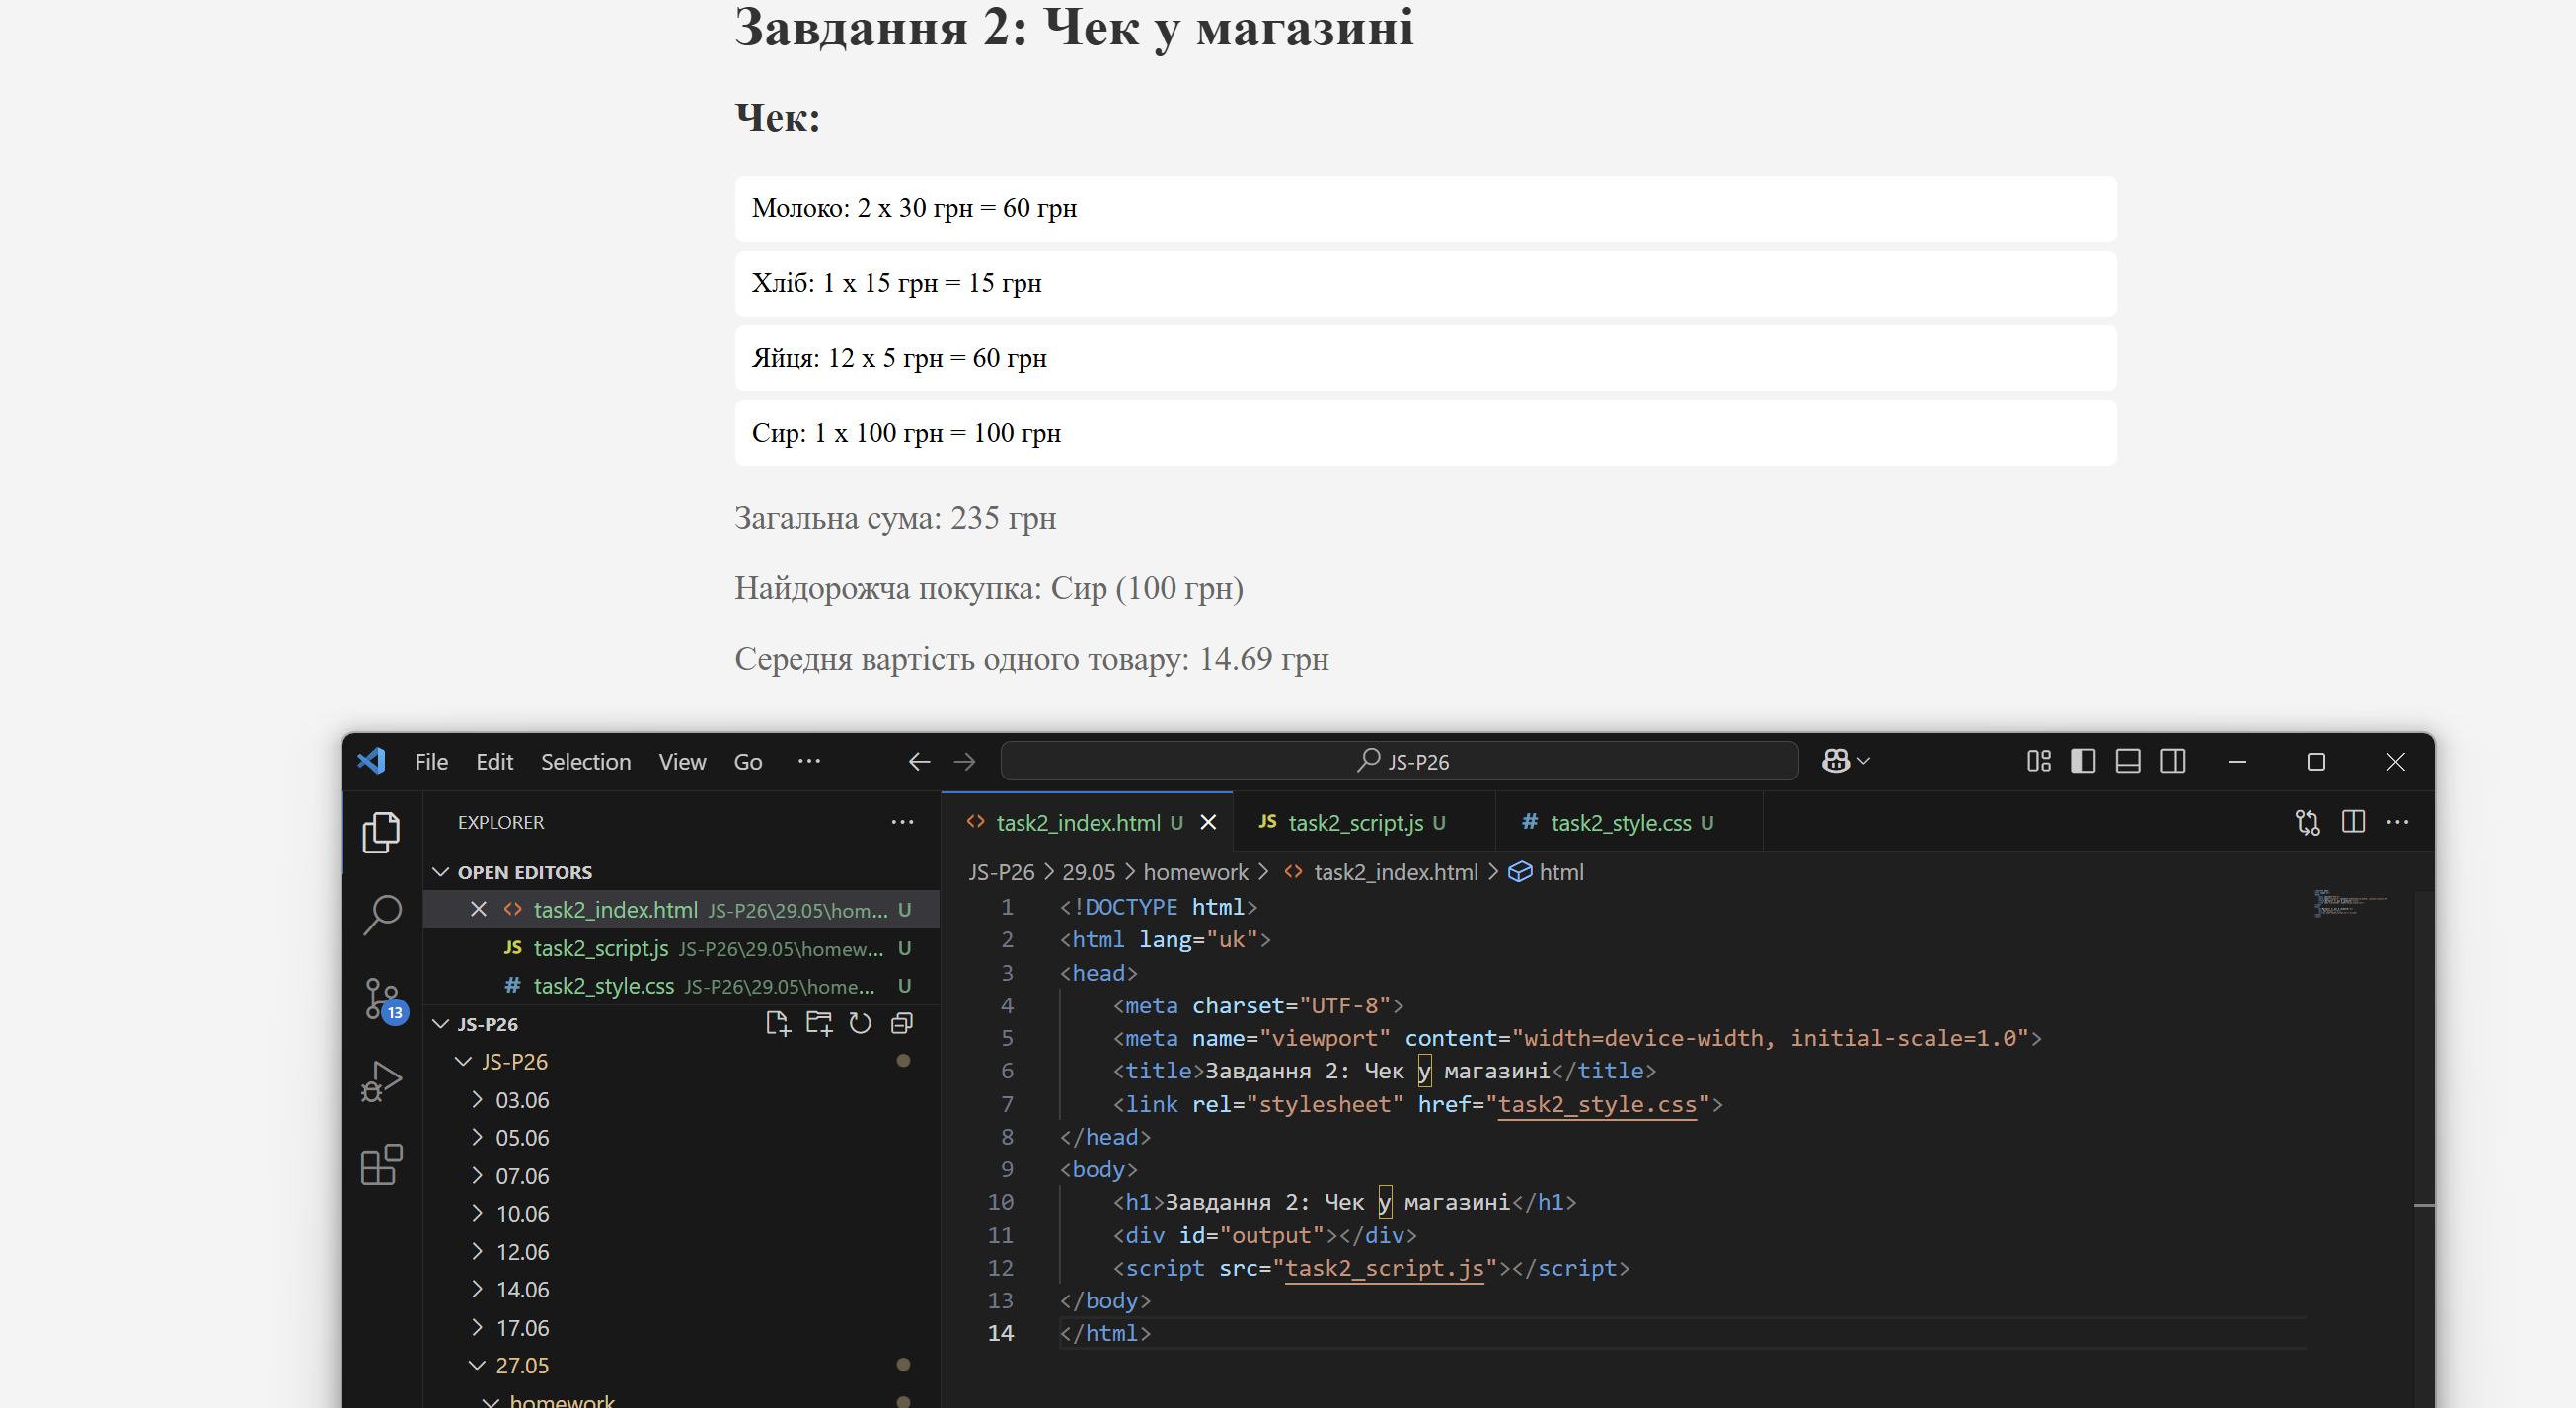 Завдання 2: Чек у магазині
Чек:
Молоко: 2 x 30 грн = 60 грн
Хліб: 1 x 15 грн = 15 грн
Яйця: 12 x 5 грн = 60 грн
Сир: 1 x 100 грн = 100 грн
Загальна сума: 235 грн
Найдорожча покупка: Сир (100 грн)
Середня вартість одного товару: 14.69 грн
File Edit Selection View Go ··· JS-P26
EXPLORER
OPEN EDITORS
task2_index.html JS-P26\29.05\hom... U
task2_script.js JS-P26\29.05\homew... U
task2_style.css JS-P26\29.05\home... U
13
JS-P26
JS-P26
03.06
05.06
07.06
10.06
12.06
14.06
17.06
27.05
homework
task2_index.html U JS task2_script.js U # task2_style.css U
JS-P26 > 29.05 > homework > task2_index.html > html
1 <!DOCTYPE html>
2 <html lang="uk">
3 <head>
4 <meta charset="UTF-8">
5 <meta name="viewport" content="width=device-width, initial-scale=1.0">
6 <title>Завдання 2: Чек у магазині</title>
7 <link rel="stylesheet" href="task2_style.css">
8 </head>
9 <body>
10 <h1>Завдання 2: Чек у магазині</h1>
11 <div id="output"></div>
12 <script src="task2_script.js"></script>
13 </body>
14 </html>